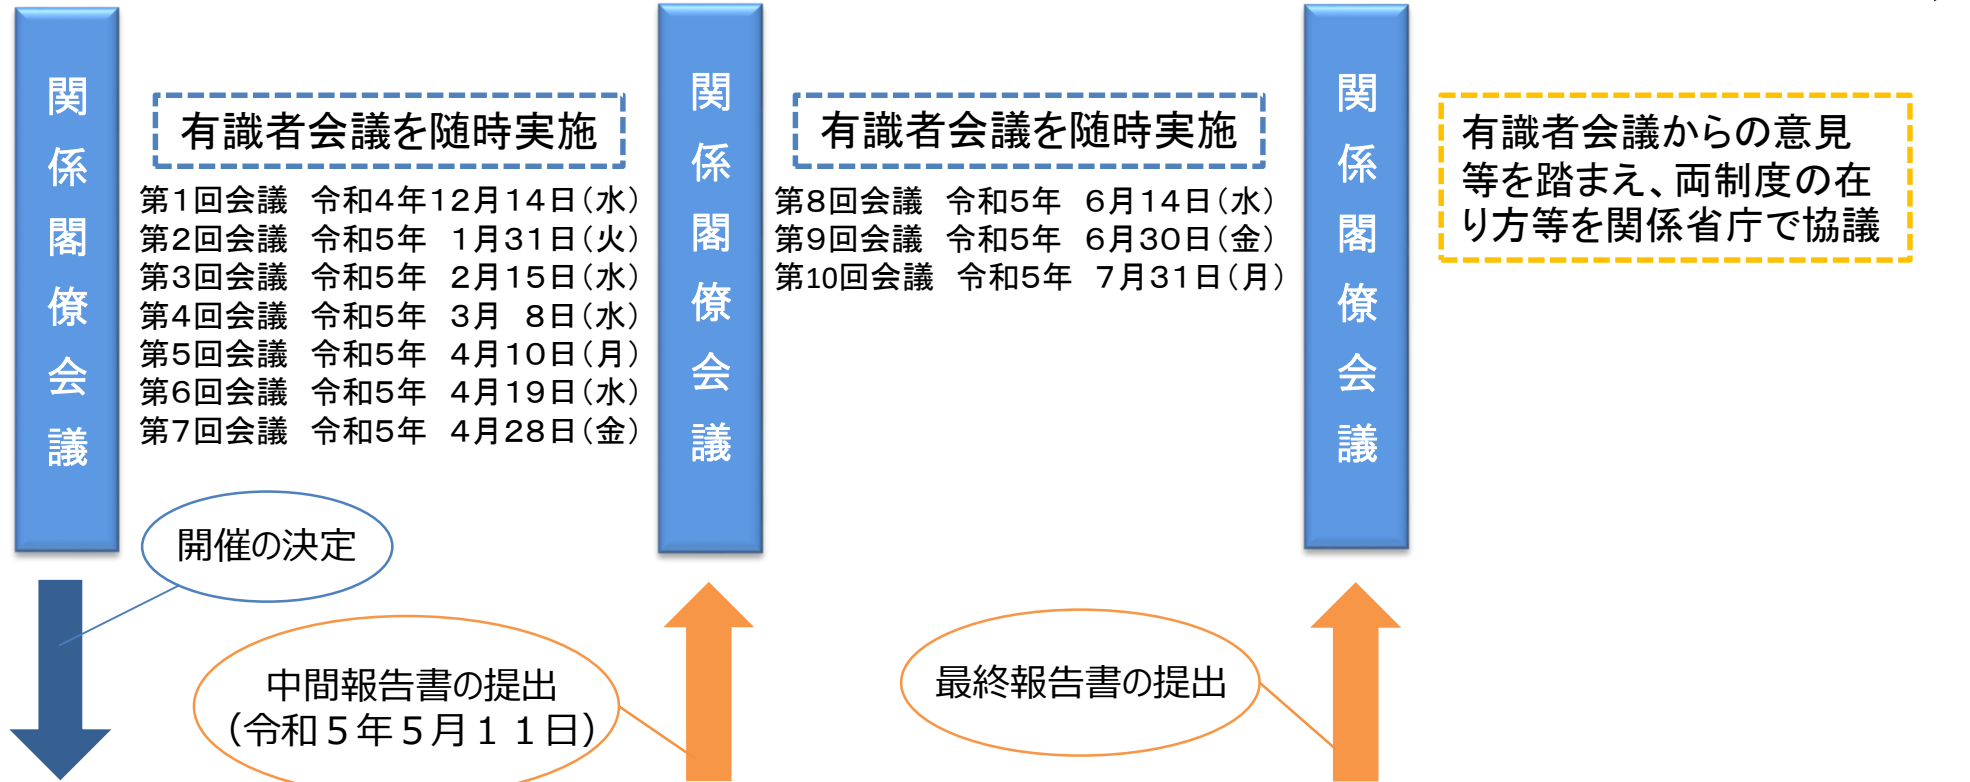 関係閣僚会議
有識者会議を随時実施
第1回会議　令和4年12月14日(水)
第2回会議　令和5年　1月31日(火)
第3回会議　令和5年　2月15日(水)
第4回会議　令和5年　3月　8日(水)
第5回会議　令和5年　4月10日(月)
第6回会議　令和5年　4月19日(水)
第7回会議　令和5年　4月28日(金)
関係閣僚会議
有識者会議を随時実施
第8回会議　令和5年　6月14日(水)
第9回会議　令和5年　6月30日(金)
第10回会議　令和5年　7月31日(月)
関係閣僚会議
有識者会議からの意見
等を踏まえ、両制度の在
り方等を関係省庁で協議
開催の決定
中間報告書の提出
（令和５年５月１１日）
最終報告書の提出